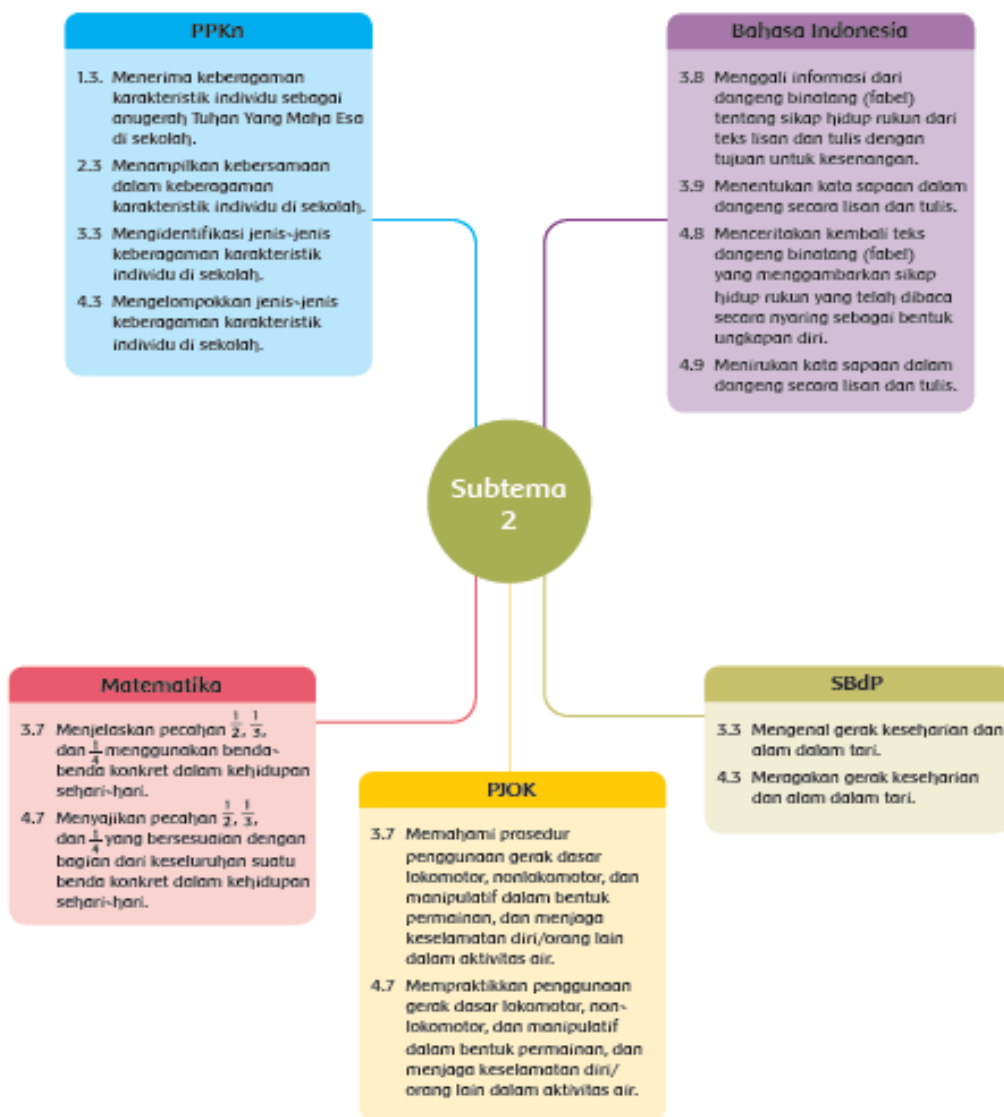 PPKn
1.3. Menerima keberagaman
karakteristik individu sebagai
anugerah Tuhan Yang Maha Esa
di sekolah.
2.3 Menampilkan kebersamaan
dalam keberagaman
karakteristik individu di sekolah.
3.3 Mengidentifikasi jenis-jenis
keberagaman karakteristik
individu di sekolah.
4.3 Mengelompokkan jenis-jenis
keberagaman karakteristik
individu di sekolah.
Bahasa Indonesia
3.8 Menggali informasi dari
dongeng binatang (fabel)
tentang sikap hidup rukun dari
teks lisan dan tulis dengan
tujuan untuk kesenangan.
3.9 Menentukan kata sapaan dalam
dongeng secara lisan dan tulis.
4.8 Menceritakan kembali teks
dongeng binatang (fabel)
yang menggambarkan sikap
hidup rukun yang telah dibaca
secara nyaring sebagai bentuk
ungkapan diri.
4.9 Menirukan kata sapaan dalam
dongeng secara lisan dan tulis.
Subtema
2
Matematika
3.7 Menjelaskan pecahan 1/2, 1/3,
dan 1/4 menggunakan benda-
benda konkret dalam kehidupan
sehari-hari.
4.7 Menyajikan pecahan 1/2, 1/3,
dan 1/4 yang bersesuaian dengan
bagian dari keseluruhan suatu
benda konkret dalam kehidupan
sehari-hari.
PJOK
3.7 Memahami prosedur
penggunaan gerak dasar
lokomotor, nonlokomotor, dan
manipulatif dalam bentuk
permainan, dan menjaga
keselamatan diri/orang lain
dalam aktivitas air.
4.7 Mempraktikkan penggunaan
gerak dasar lokomotor, non-
lokomotor, dan manipulatif
dalam bentuk permainan, dan
menjaga keselamatan diri/
orang lain dalam aktivitas air.
SBdP
3.3 Mengenal gerak keseharian dan
alam dalam tari.
4.3 Meragakan gerak keseharian
dan alam dalam tari.